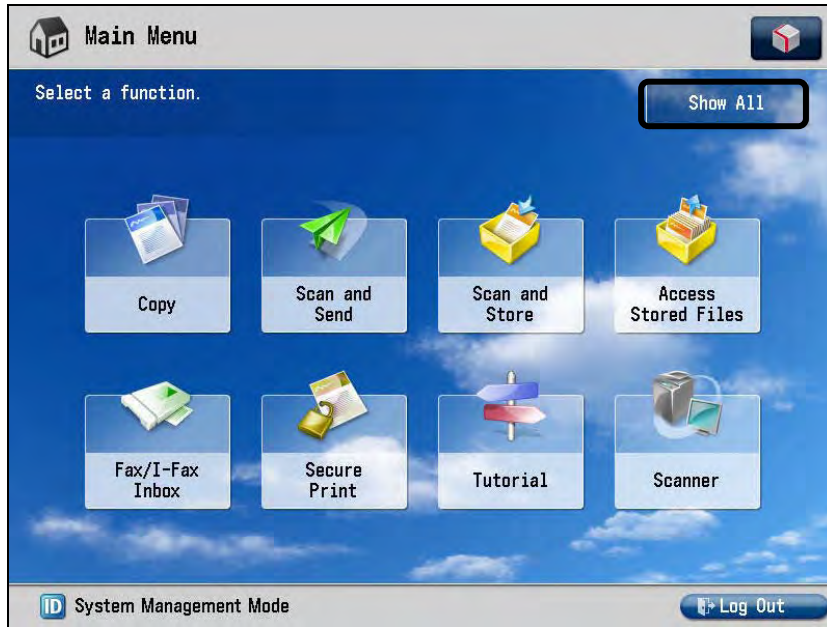 Main Menu
Select a function.
Show All
Copy
Scan and
Send
Scan and
Store
Access
Stored Files
Fax/I-Fax
Inbox
Secure
Print
Tutorial
Scanner
ID System Management Mode
Log Out